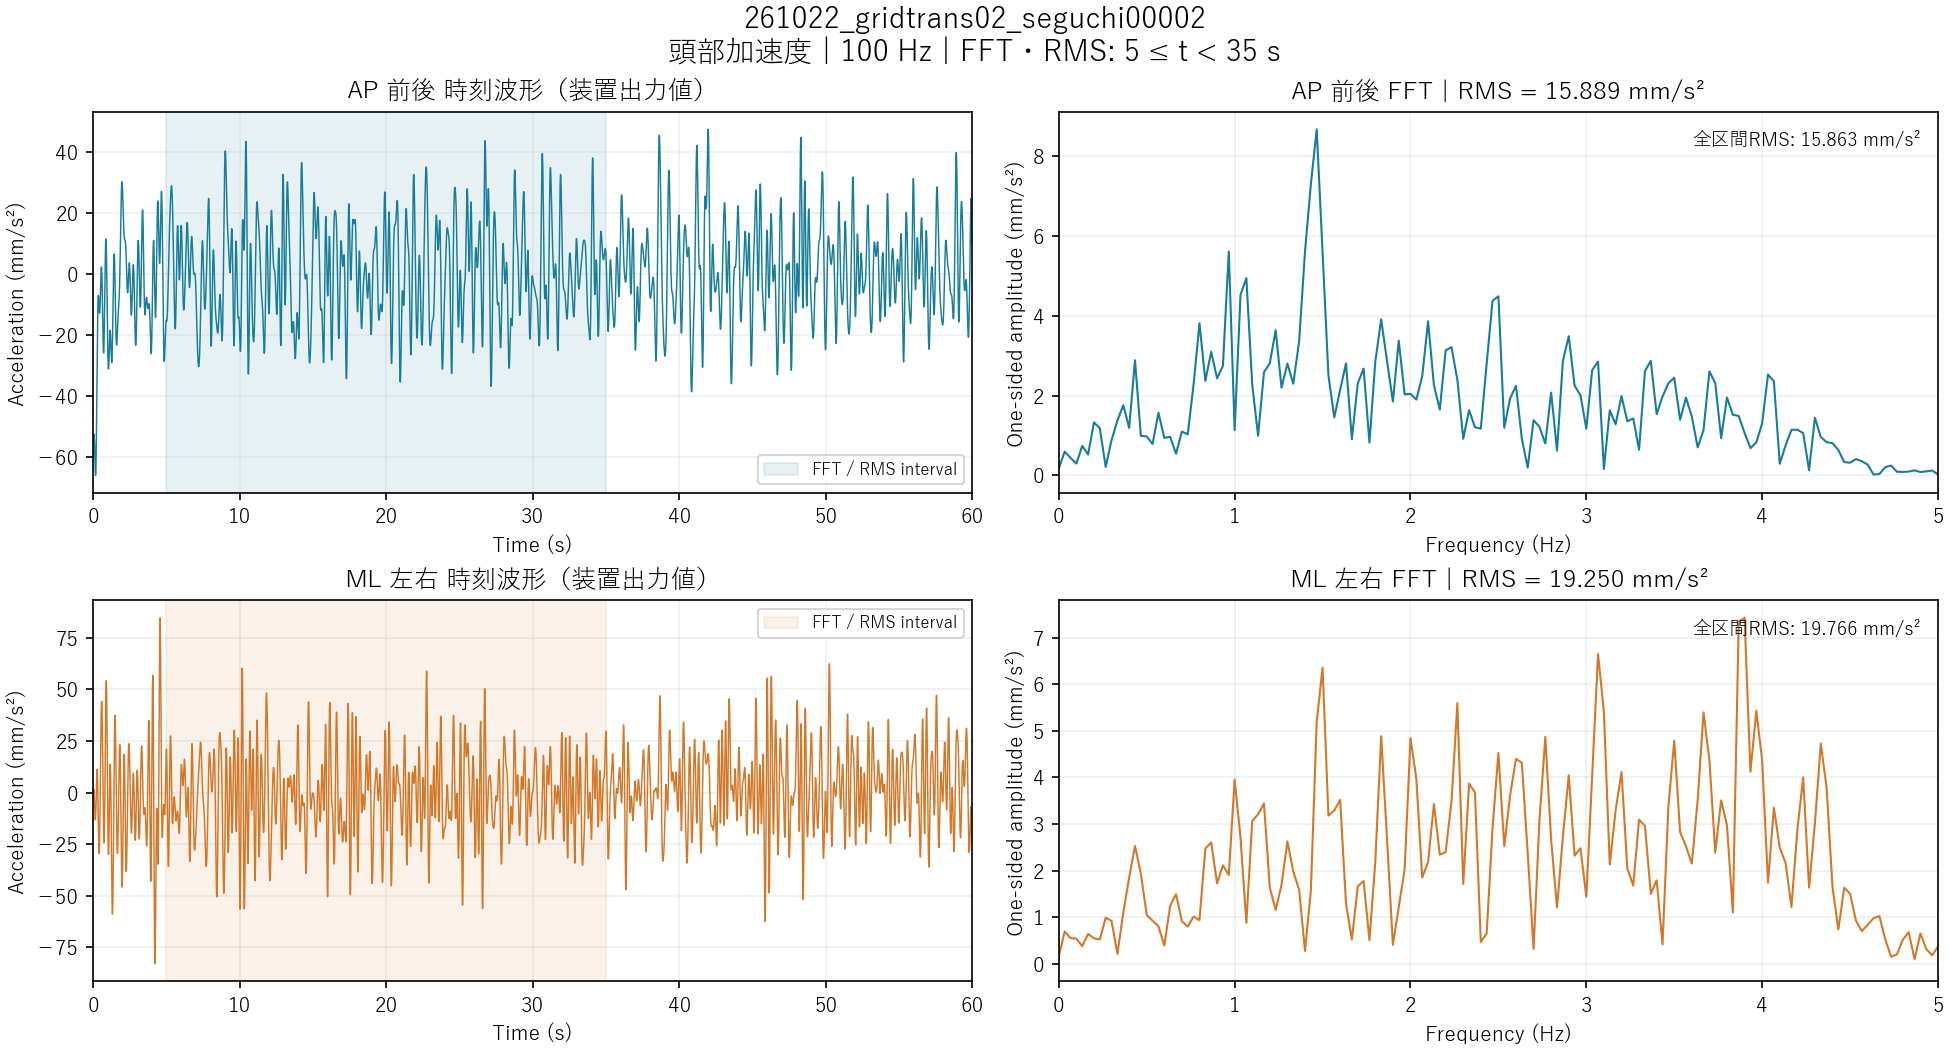 261022_gridtrans02_seguchi00002
頭部加速度 | 100 Hz | FFT・RMS: 5 ≤ t < 35 s
AP 前後 時刻波形（装置出力値）
Acceleration (mm/s²)
40
20
0
−20
−40
−60
FFT / RMS interval
0 10 20 30 40 50 60
Time (s)
AP 前後 FFT | RMS = 15.889 mm/s²
全区間RMS: 15.863 mm/s²
One-sided amplitude (mm/s²)
8
6
4
2
0
0 1 2 3 4 5
Frequency (Hz)
ML 左右 時刻波形（装置出力値）
FFT / RMS interval
Acceleration (mm/s²)
75
50
25
0
−25
−50
−75
0 10 20 30 40 50 60
Time (s)
ML 左右 FFT | RMS = 19.250 mm/s²
全区間RMS: 19.766 mm/s²
One-sided amplitude (mm/s²)
7
6
5
4
3
2
1
0
0 1 2 3 4 5
Frequency (Hz)